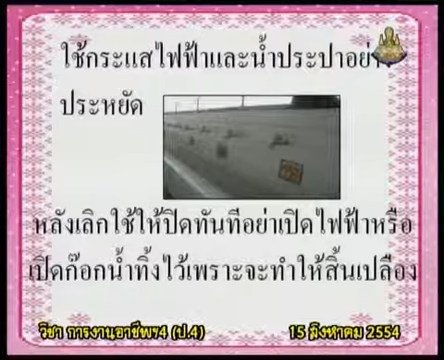 ใช้กระแสไฟฟ้าและน้ำประปาอย่
ประหยัด
หลังเลิกใช้ให้ปิดทันทีอย่าเปิดไฟฟ้าหรือ
เปิดก๊อกน้ำทิ้งไว้เพราะจะทำให้สิ้นเปลือง
วิชา การงานอาชีพฯ4 (ป.4)
15 สิงหาคม 2554